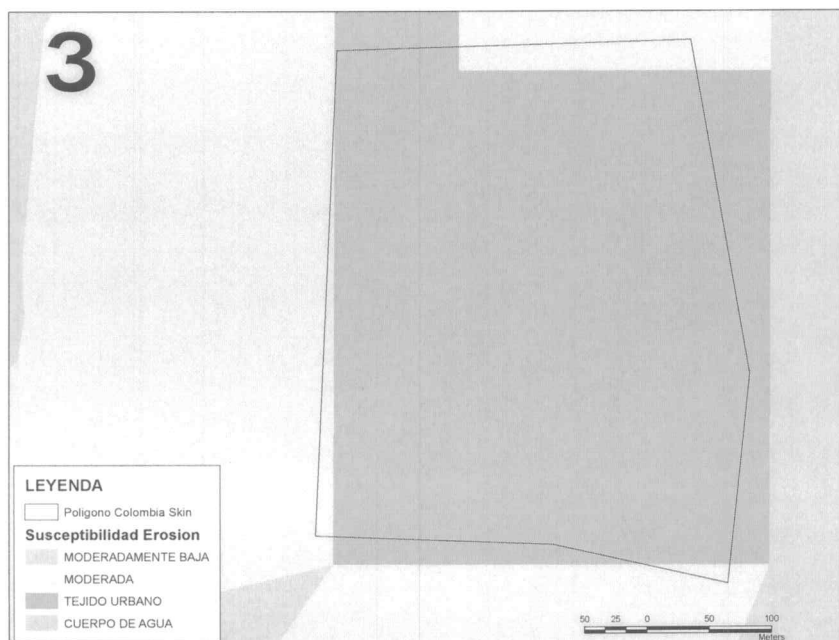 3
LEYENDA
Poligono Colombia Skin
Susceptibilidad Erosion
MODERADAMENTE BAJA
MODERADA
TEJIDO URBANO
CUERPO DE AGUA
50 25 0 50 100
Meters